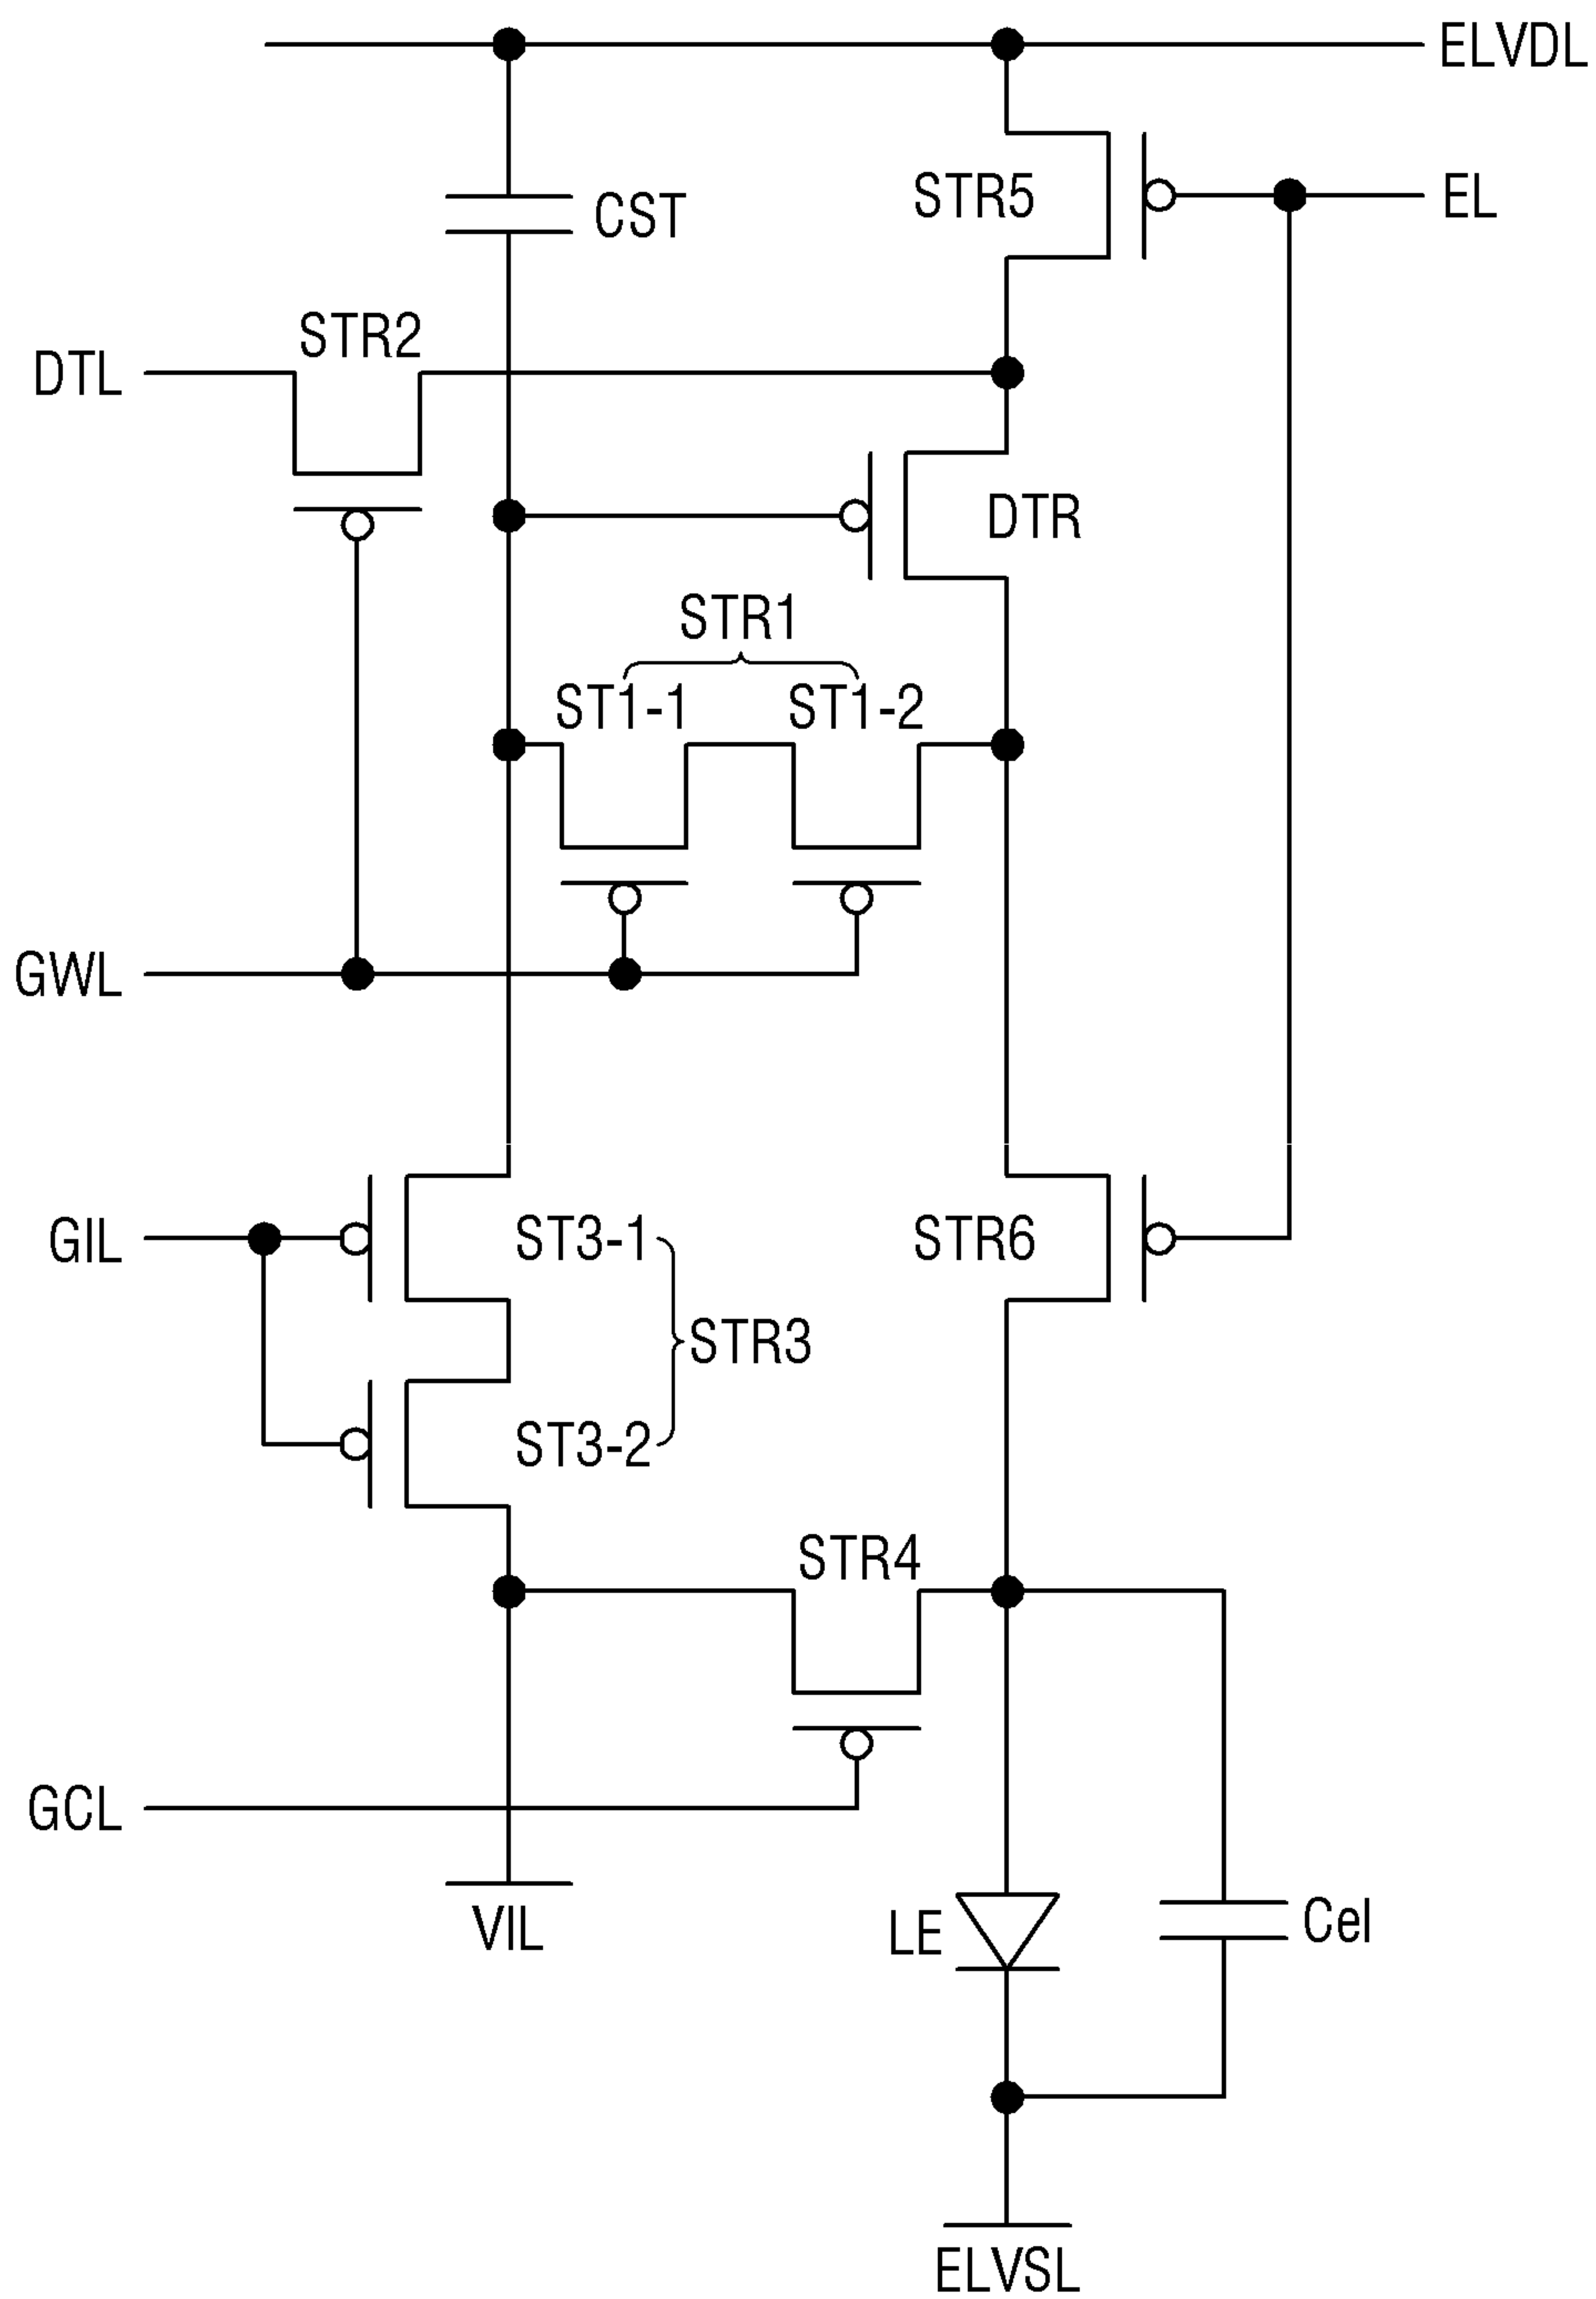 ELVDL
STR5
EL
CST
STR2
DTL
DTR
STR1
ST1-1
ST1-2
GWL
GIL
ST3-1
STR6
STR3
ST3-2
STR4
GCL
VIL
LE
Cel
ELVSL